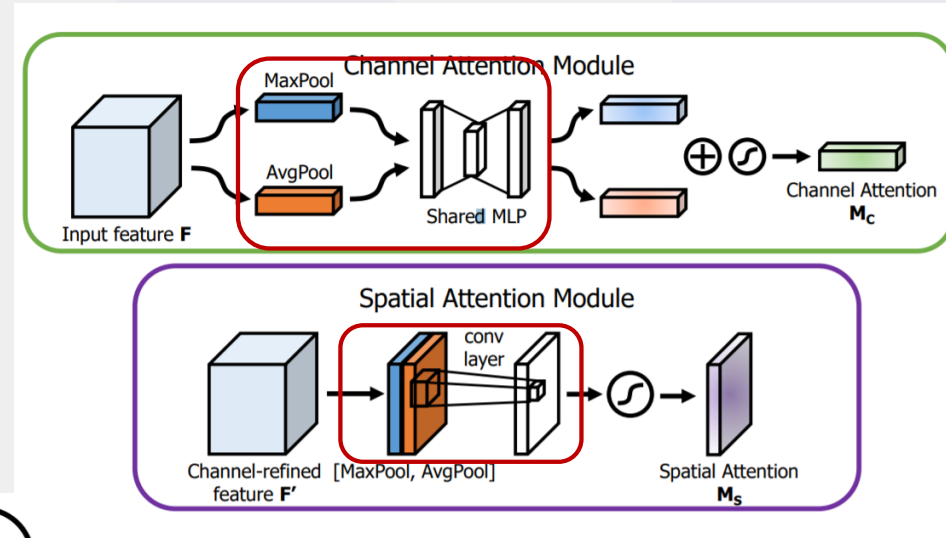 Channel Attention Module
MaxPool
AvgPool
Shared MLP
Input feature F
Channel Attention
Mc
Spatial Attention Module
conv
layer
Channel-refined
feature F'
[MaxPool, AvgPool]
Spatial Attention
Ms